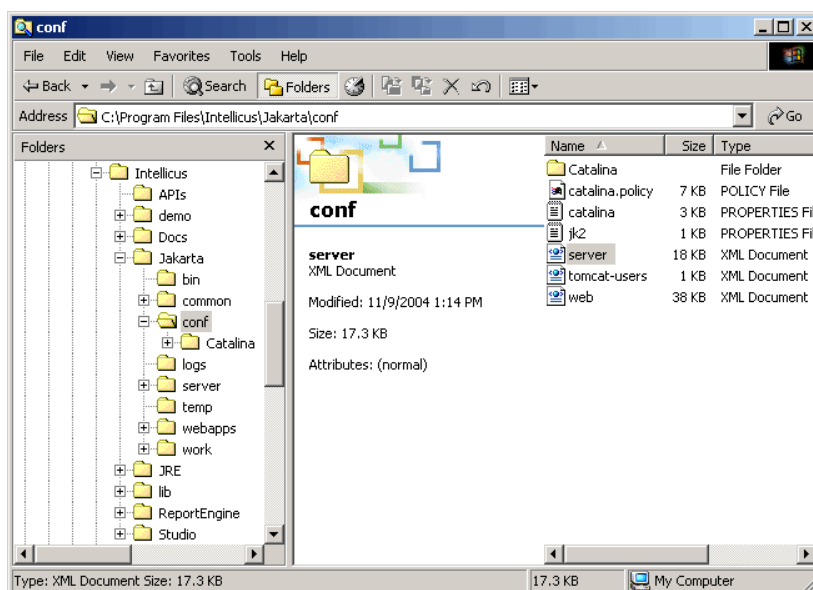 conf
File Edit View Favorites Tools Help
Back Search Folders
Address C:\Program Files\Intellicus\Jakarta\conf Go
Folders
Intellicus
APIs
demo
Docs
Jakarta
bin
common
conf
Catalina
logs
server
temp
webapps
work
JRE
lib
ReportEngine
Studio
conf
server
XML Document
Modified: 11/9/2004 1:14 PM
Size: 17.3 KB
Attributes: (normal)
Name Size Type
Catalina File Folder
catalina.policy 7 KB POLICY File
catalina 3 KB PROPERTIES Fi
jk2 1 KB PROPERTIES Fi
server 18 KB XML Document
tomcat-users 1 KB XML Document
web 38 KB XML Document
Type: XML Document Size: 17.3 KB 17.3 KB My Computer